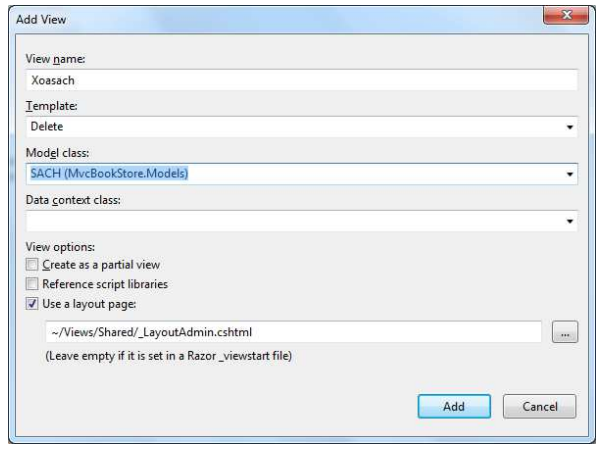 Add View
View name:
Xoasach
Template:
Delete
Model class:
SACH (MvcBookStore.Models)
Data context class:
View options:
Create as a partial view
Reference script libraries
Use a layout page:
~/Views/Shared/_LayoutAdmin.cshtml
...
(Leave empty if it is set in a Razor _viewstart file)
Add Cancel